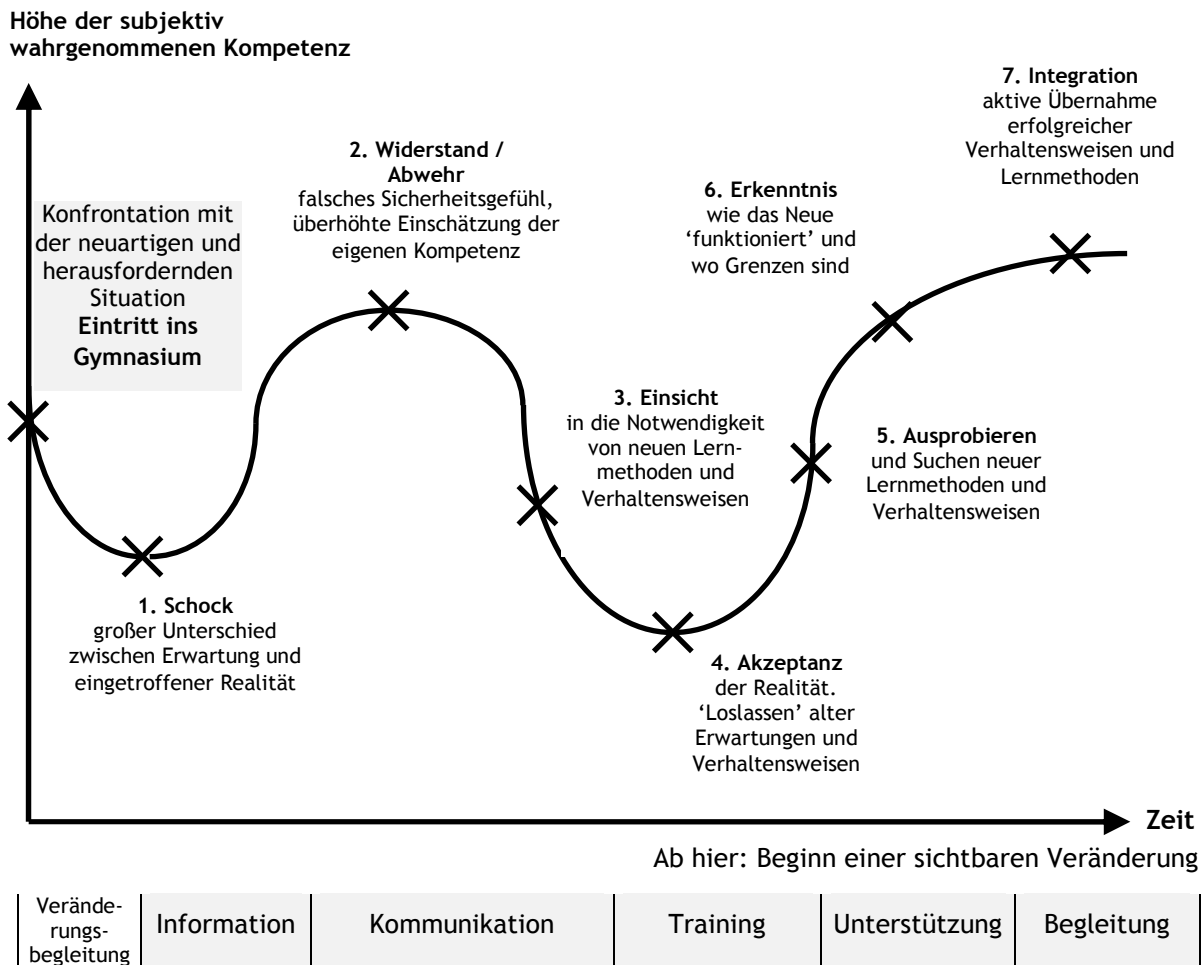 Höhe der subjektiv
wahrgenommenen Kompetenz
Konfrontation mit
der neuartigen und
herausfordernden
Situation
Eintritt ins
Gymnasium
1. Schock
großer Unterschied
zwischen Erwartung und
eingetroffener Realität
2. Widerstand /
Abwehr
falsches Sicherheitsgefühl,
überhöhte Einschätzung der
eigenen Kompetenz
3. Einsicht
in die Notwendigkeit
von neuen Lern-
methoden und
Verhaltensweisen
4. Akzeptanz
der Realität.
‘Loslassen’ alter
Erwartungen und
Verhaltensweisen
5. Ausprobieren
und Suchen neuer
Lernmethoden und
Verhaltensweisen
6. Erkenntnis
wie das Neue
‘funktioniert’ und
wo Grenzen sind
7. Integration
aktive Übernahme
erfolgreicher
Verhaltensweisen und
Lernmethoden
Zeit
Ab hier: Beginn einer sichtbaren Veränderung
Verände-
rungs-
begleitung
Information
Kommunikation
Training
Unterstützung
Begleitung